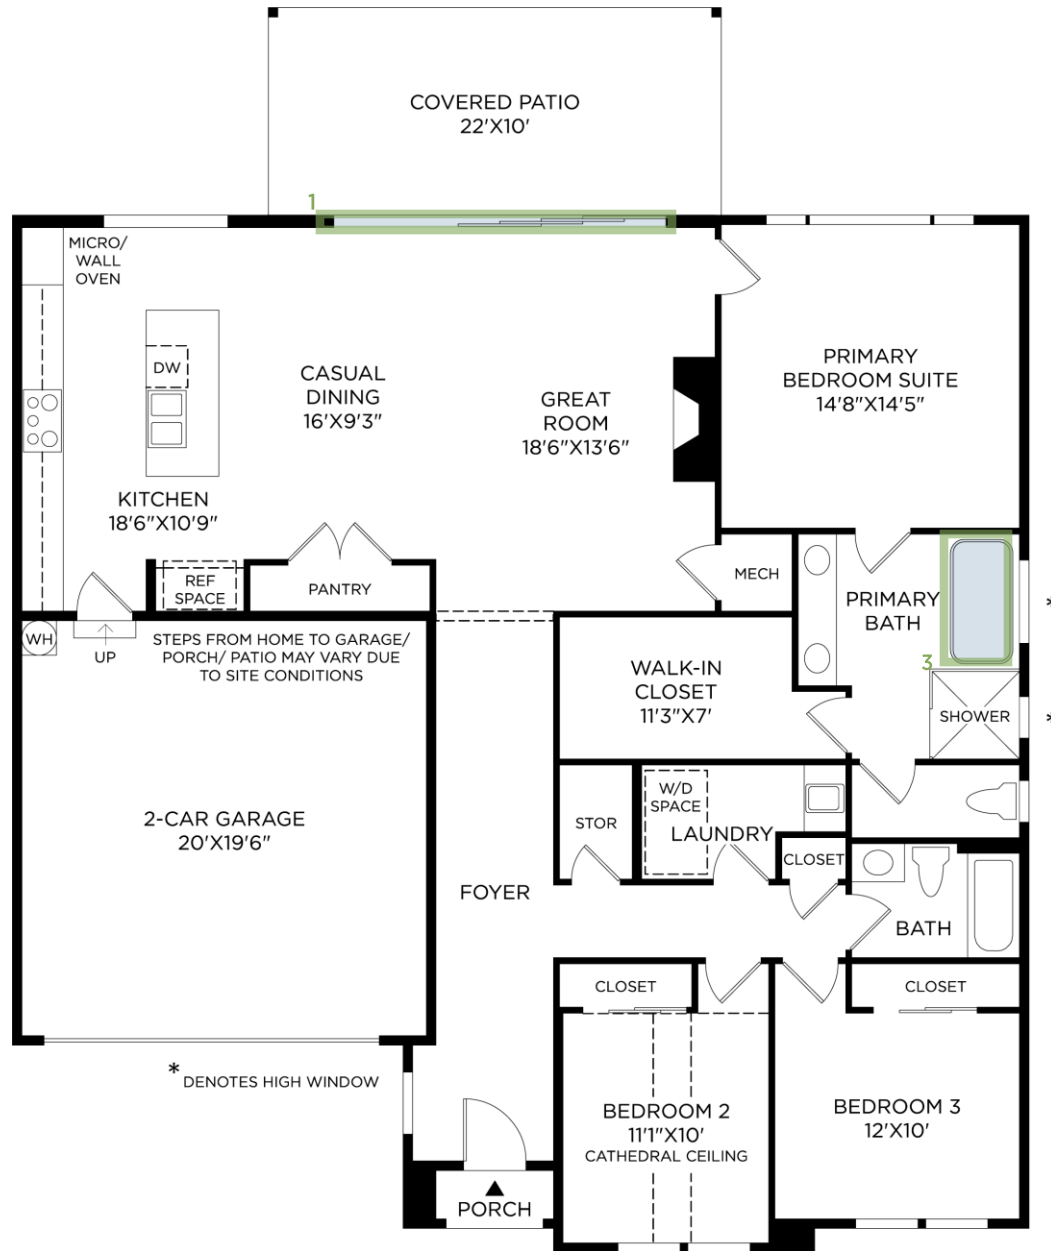 COVERED PATIO
22'X10'
1
MICRO/
WALL
OVEN
DW
CASUAL
DINING
16'X9'3"
GREAT
ROOM
18'6"X13'6"
PRIMARY
BEDROOM SUITE
14'8"X14'5"
KITCHEN
18'6"X10'9"
REF
SPACE
PANTRY
MECH
PRIMARY
BATH
*
3
WH
UP
STEPS FROM HOME TO GARAGE/
PORCH/ PATIO MAY VARY DUE
TO SITE CONDITIONS
WALK-IN
CLOSET
11'3"X7'
SHOWER
*
2-CAR GARAGE
20'X19'6"
STOR
W/D
SPACE
LAUNDRY
CLOSET
FOYER
BATH
CLOSET
CLOSET
* DENOTES HIGH WINDOW
BEDROOM 2
11'1"X10'
CATHEDRAL CEILING
BEDROOM 3
12'X10'
PORCH